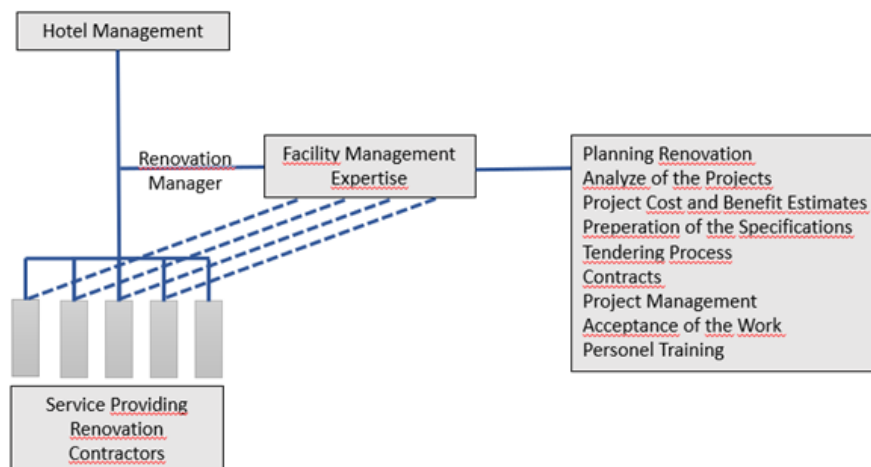 Hotel Management
Renovation
Manager
Facility Management
Expertise
Planning Renovation
Analyze of the Projects
Project Cost and Benefit Estimates
Preperation of the Specifications
Tendering Process
Contracts
Project Management
Acceptance of the Work
Personel Training
Service Providing
Renovation
Contractors